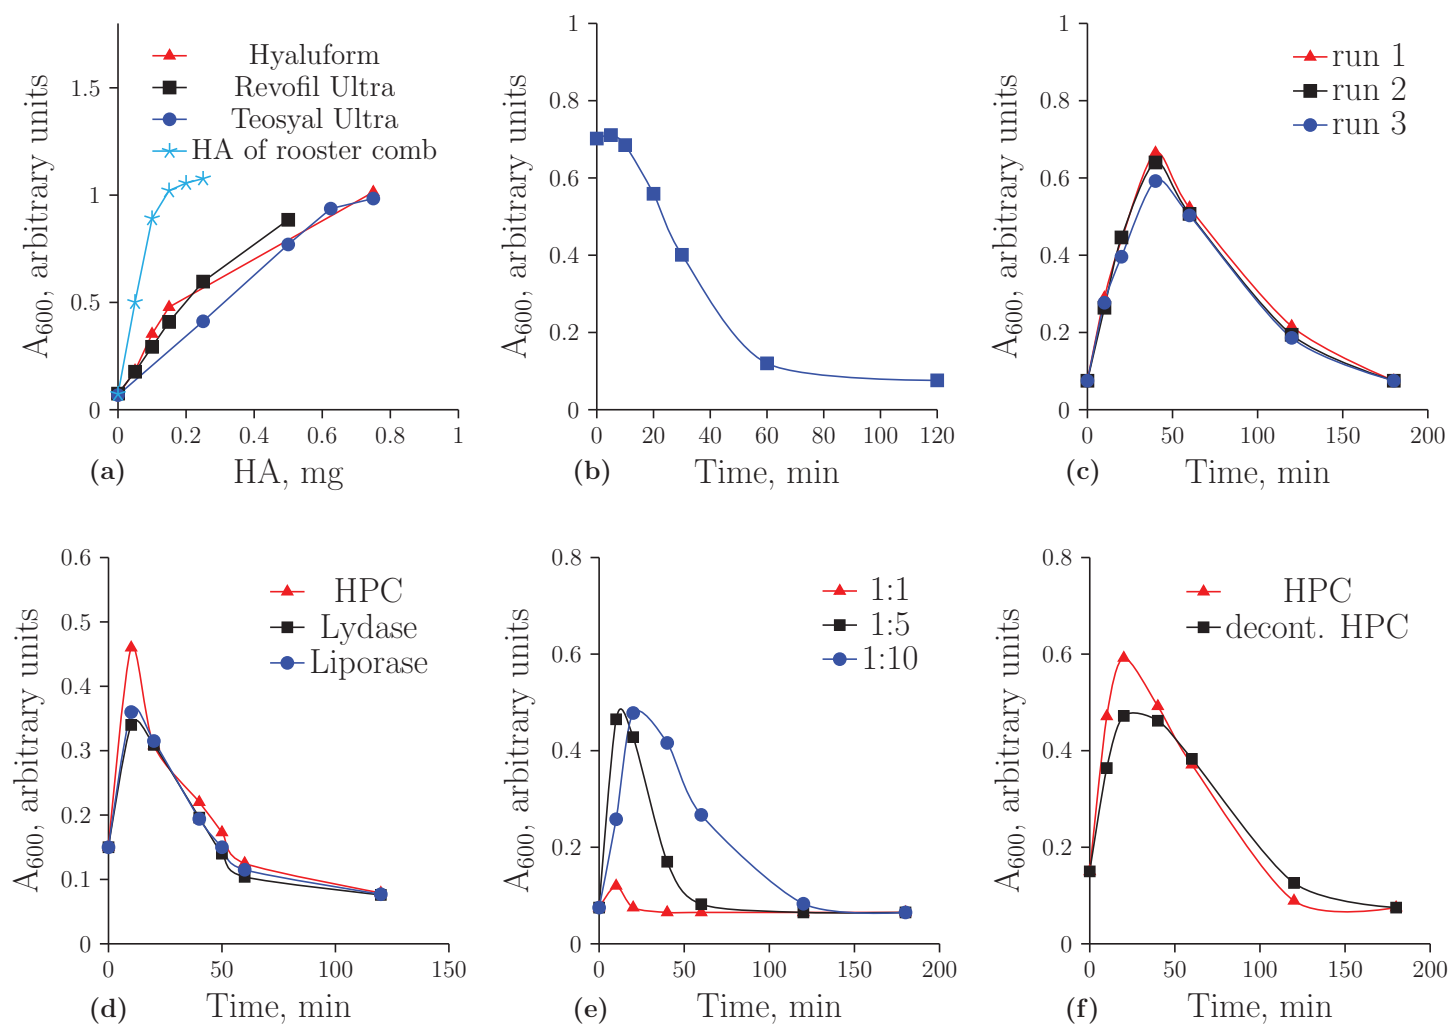 A600, arbitrary units
1.5
1
0.5
0
Hyaluform
Revofil Ultra
Teosyal Ultra
HA of rooster comb
0 0.2 0.4 0.6 0.8 1
(a) HA, mg
A600, arbitrary units
1
0.8
0.6
0.4
0.2
0
0 20 40 60 80 100 120
(b) Time, min
A600, arbitrary units
1
0.8
0.6
0.4
0.2
0
run 1
run 2
run 3
0 50 100 150 200
(c) Time, min
A600, arbitrary units
0.6
0.5
0.4
0.3
0.2
0.1
0
HPC
Lydase
Liporase
0 50 100 150
(d) Time, min
A600, arbitrary units
0.8
0.6
0.4
0.2
0
1:1
1:5
1:10
0 50 100 150 200
(e) Time, min
A600, arbitrary units
0.8
0.6
0.4
0.2
0
HPC
decont. HPC
0 50 100 150 200
(f) Time, min